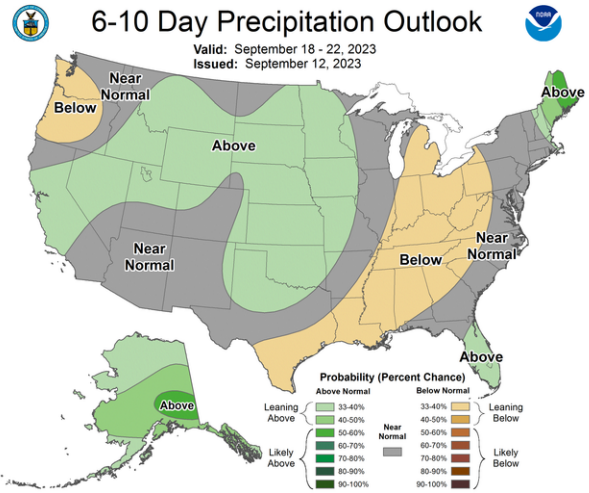 6-10 Day Precipitation Outlook
NOAA
Valid: September 18 - 22, 2023
Issued: September 12, 2023
Near
Normal
Below
Above
Above
Near
Normal
Below
Near
Normal
Above
Above
Probability (Percent Chance)
Above Normal
Below Normal
Leaning
Above
33-40%
40-50%
50-60%
60-70%
70-80%
80-90%
90-100%
Likely
Above
Near
Normal
33-40%
40-50%
50-60%
60-70%
70-80%
80-90%
90-100%
Leaning
Below
Likely
Below